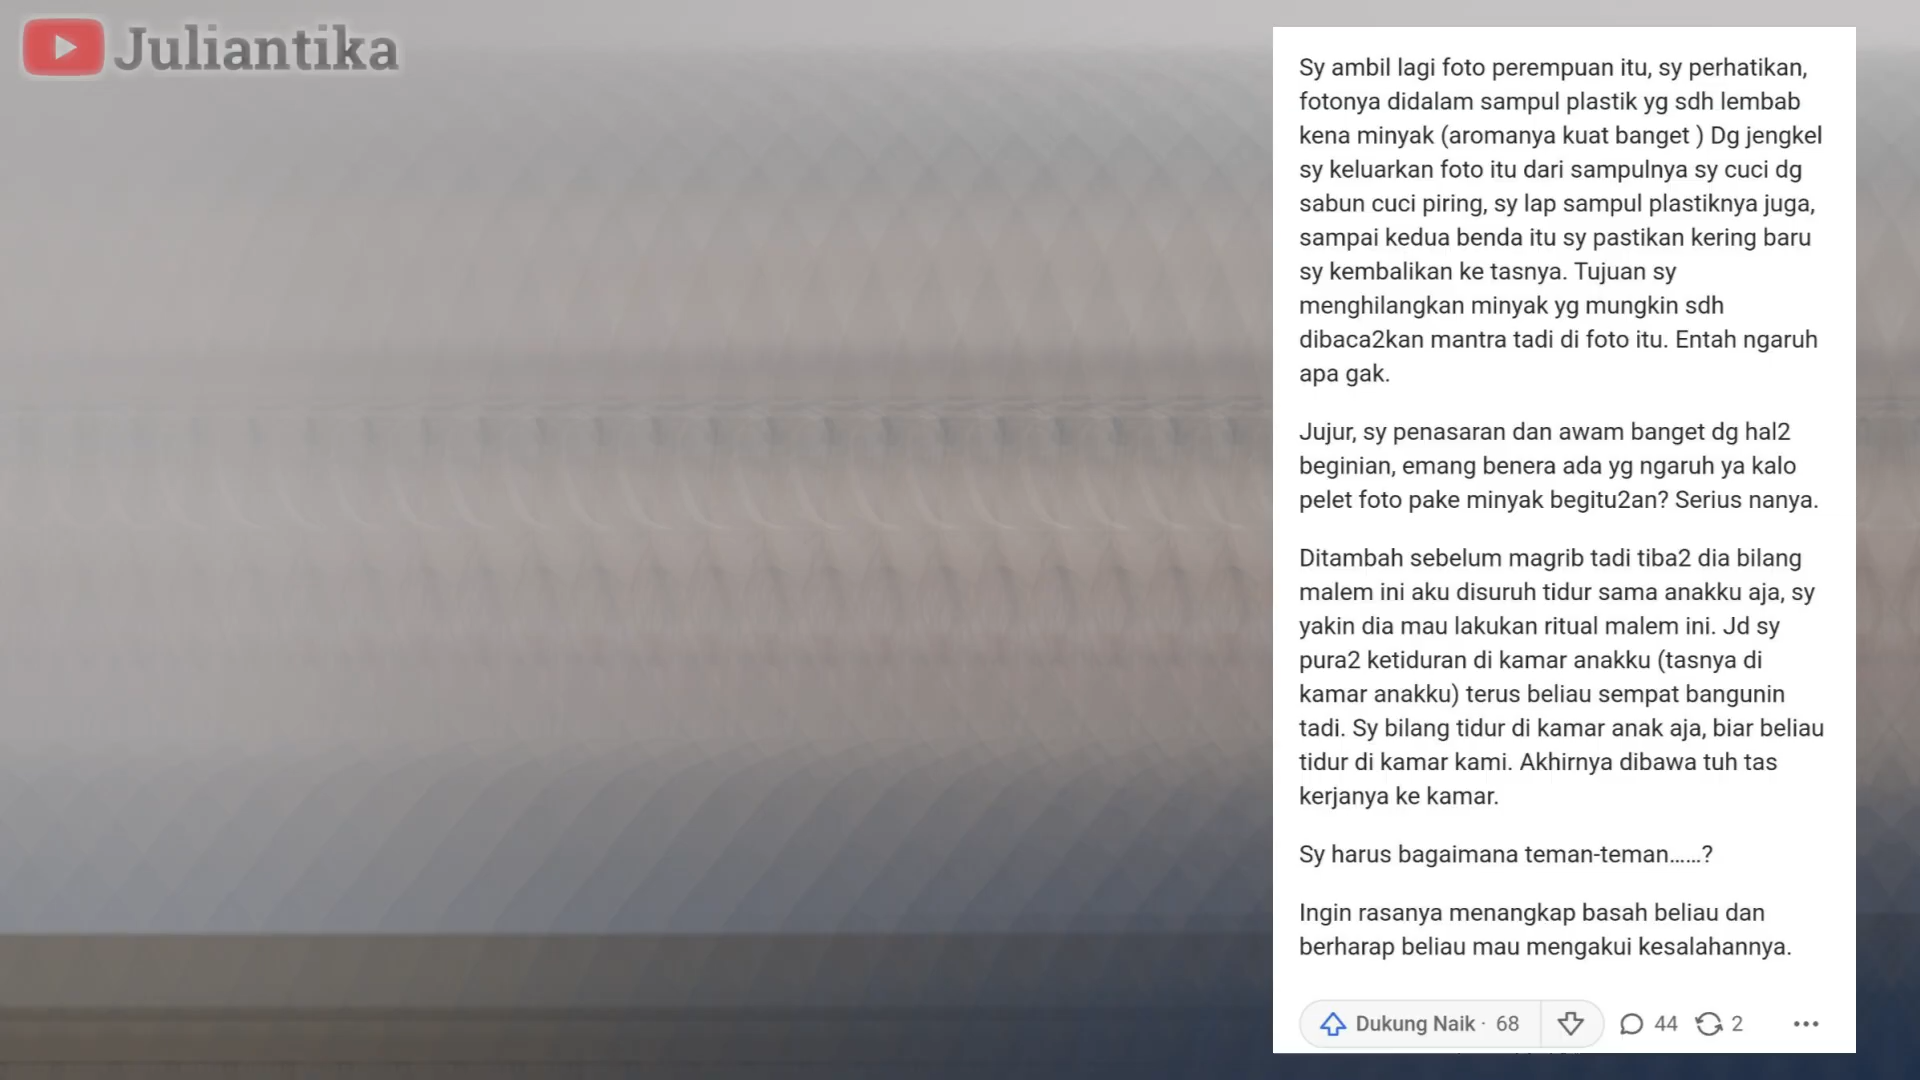 Juliantika
Sy ambil lagi foto perempuan itu, sy perhatikan,
fotonya didalam sampul plastik yg sdh lembab
kena minyak (aromanya kuat banget ) Dg jengkel
sy keluarkan foto itu dari sampulnya sy cuci dg
sabun cuci piring, sy lap sampul plastiknya juga,
sampai kedua benda itu sy pastikan kering baru
sy kembalikan ke tasnya. Tujuan sy
menghilangkan minyak yg mungkin sdh
dibaca2kan mantra tadi di foto itu. Entah ngaruh
apa gak.
Jujur, sy penasaran dan awam banget dg hal2
beginian, emang benera ada yg ngaruh ya kalo
pelet foto pake minyak begitu2an? Serius nanya.
Ditambah sebelum magrib tadi tiba2 dia bilang
malem ini aku disuruh tidur sama anakku aja, sy
yakin dia mau lakukan ritual malem ini. Jd sy
pura2 ketiduran di kamar anakku (tasnya di
kamar anakku) terus beliau sempat bangunin
tadi. Sy bilang tidur di kamar anak aja, biar beliau
tidur di kamar kami. Akhirnya dibawa tuh tas
kerjanya ke kamar.
Sy harus bagaimana teman-teman......?
Ingin rasanya menangkap basah beliau dan
berharap beliau mau mengakui kesalahannya.
Dukung Naik · 68 44 2